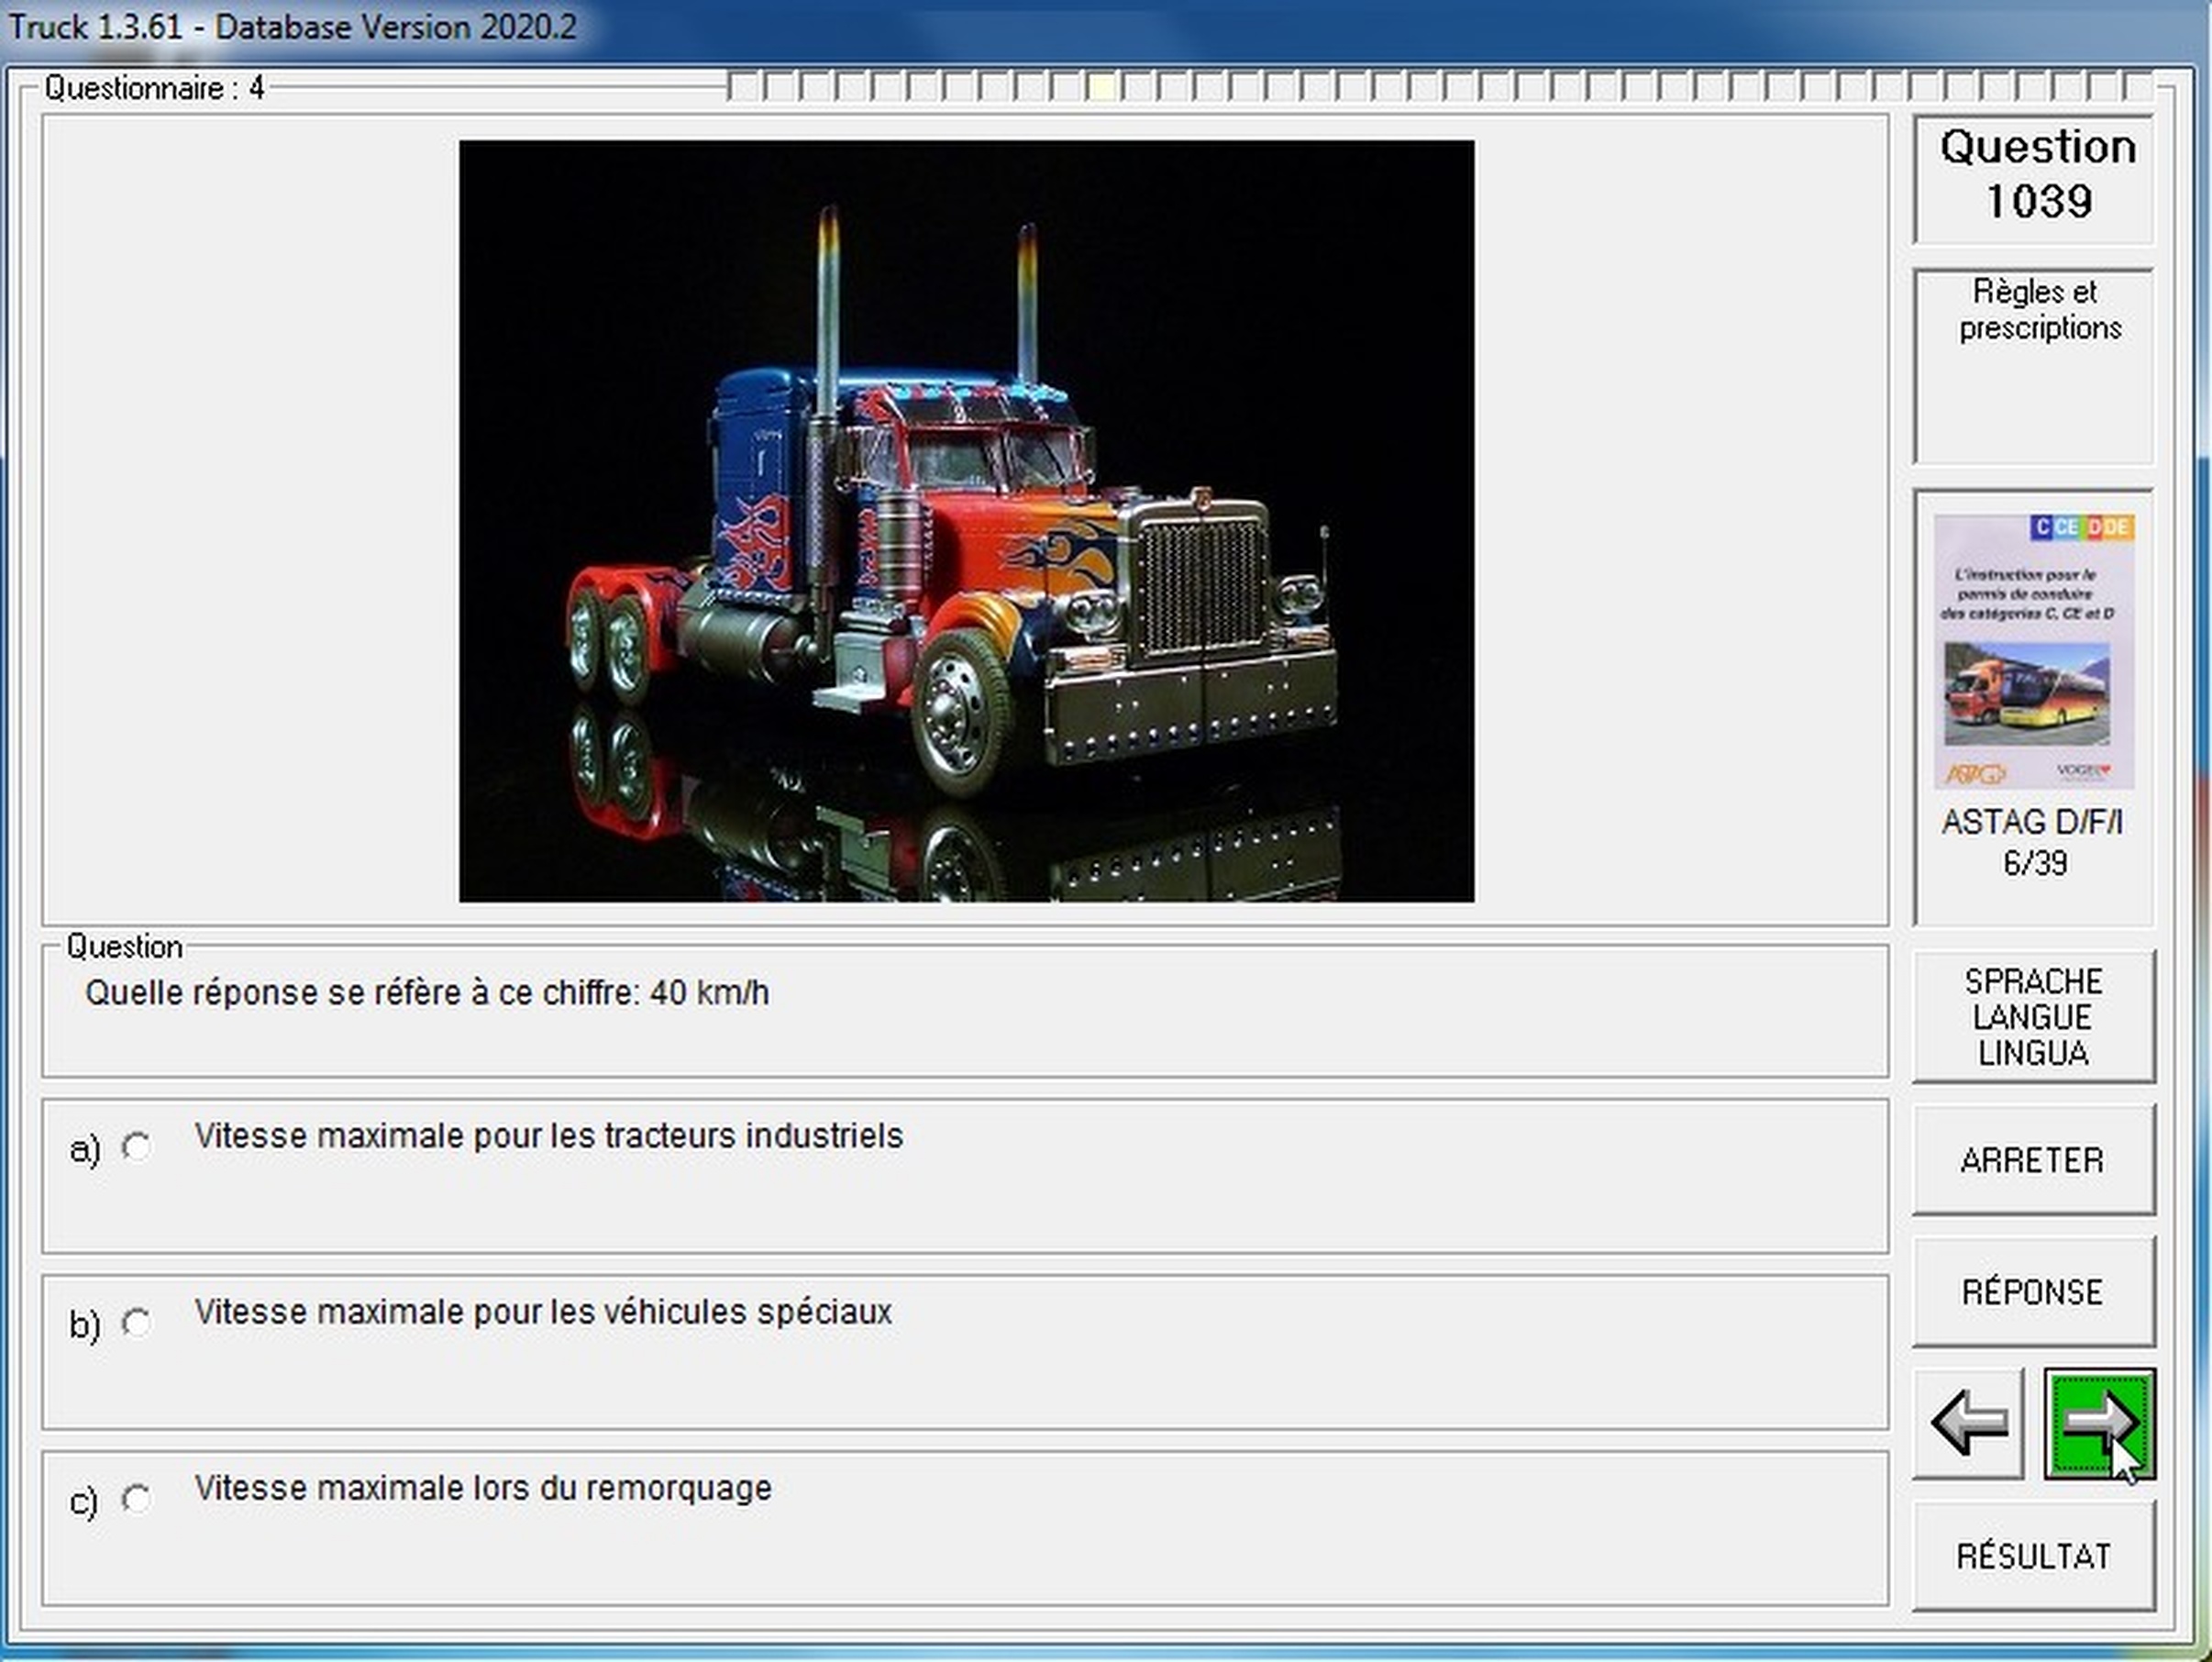 Truck 1.3.61 - Database Version 2020.2
Questionnaire : 4
Question
1039
Règles et
prescriptions
C CE D DE
L'instruction pour le
permis de conduire
des catégories C, CE et D
ASTAG
VOGEL
ASTAG D/F/I
6/39
Question
Quelle réponse se réfère à ce chiffre: 40 km/h
a) Vitesse maximale pour les tracteurs industriels
b) Vitesse maximale pour les véhicules spéciaux
c) Vitesse maximale lors du remorquage
SPRACHE
LANGUE
LINGUA
ARRETER
RÉPONSE
RÉSULTAT